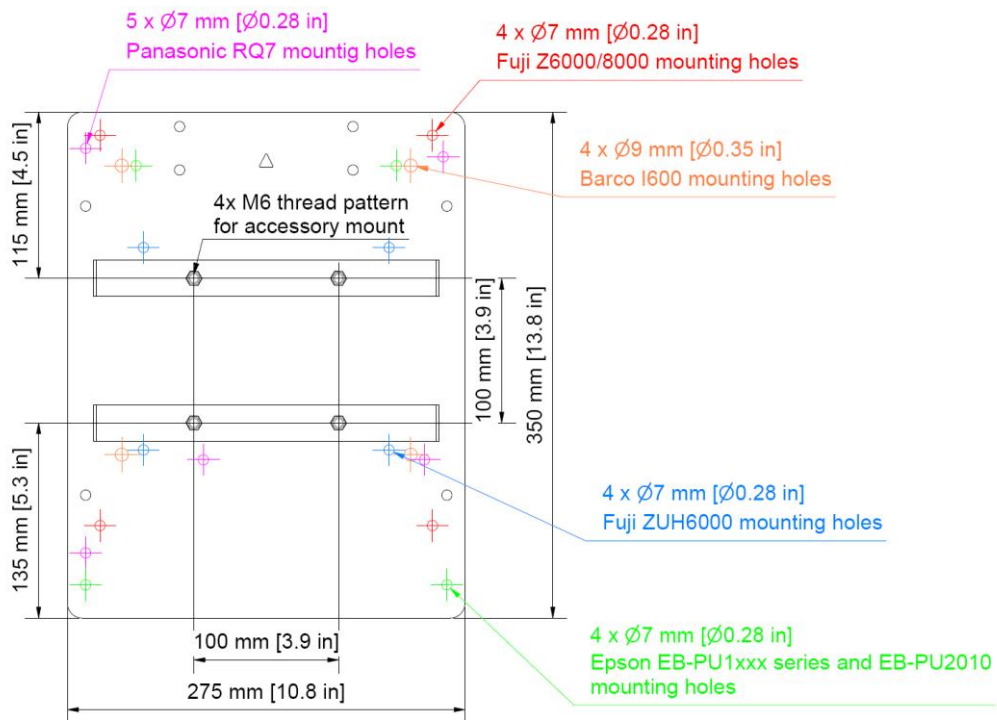 5 x Ø7 mm [Ø0.28 in]
Panasonic RQ7 mountig holes
4 x Ø7 mm [Ø0.28 in]
Fuji Z6000/8000 mounting holes
115 mm [4.5 in]
4 x Ø9 mm [Ø0.35 in]
Barco I600 mounting holes
4x M6 thread pattern
for accessory mount
100 mm [3.9 in]
350 mm [13.8 in]
135 mm [5.3 in]
4 x Ø7 mm [Ø0.28 in]
Fuji ZUH6000 mounting holes
100 mm [3.9 in]
275 mm [10.8 in]
4 x Ø7 mm [Ø0.28 in]
Epson EB-PU1xxx series and EB-PU2010
mounting holes